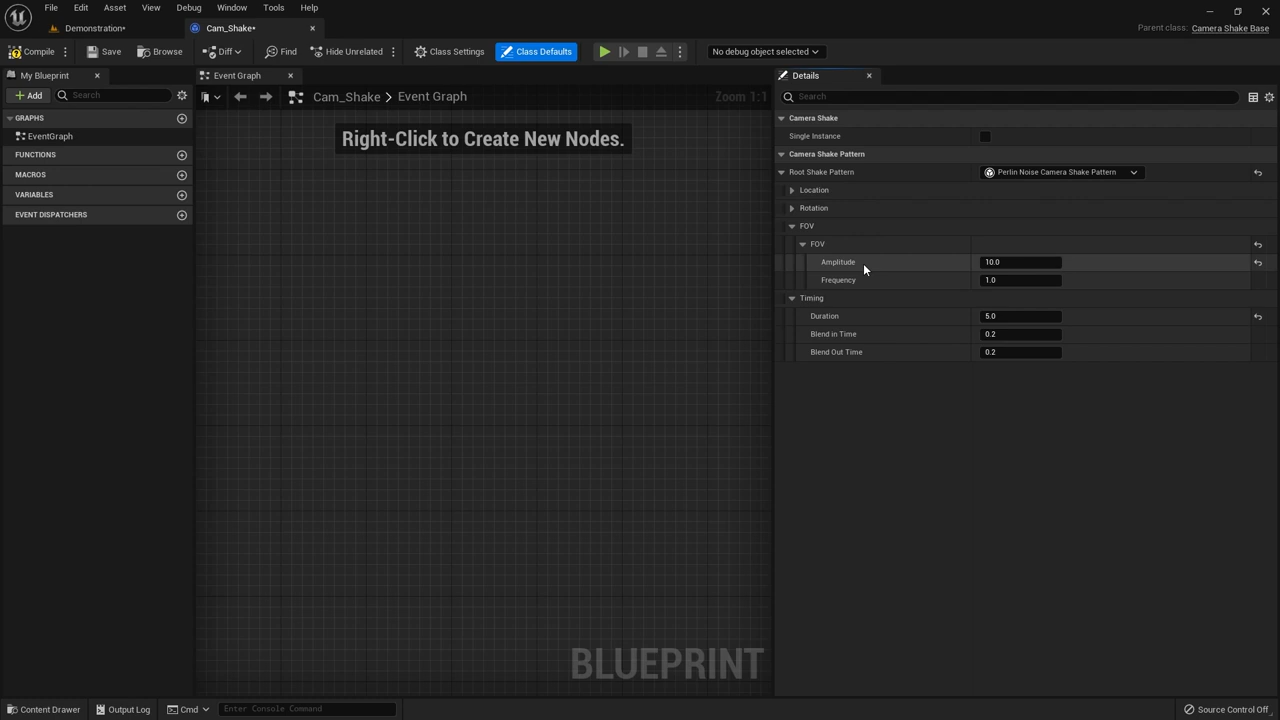 File Edit Asset View Debug Window Tools Help
Demonstration* Cam_Shake*
Parent class: Camera Shake Base
Compile Save Browse Diff Find Hide Unrelated Class Settings Class Defaults No debug object selected
My Blueprint Event Graph Details
Add Search Cam_Shake > Event Graph Zoom 1:1 Search
GRAPHS
EventGraph
FUNCTIONS
MACROS
VARIABLES
EVENT DISPATCHERS
Right-Click to Create New Nodes.
BLUEPRINT
Camera Shake
Single Instance
Camera Shake Pattern
Root Shake Pattern Perlin Noise Camera Shake Pattern
Location
Rotation
FOV
FOV
Amplitude 10.0
Frequency 1.0
Timing
Duration 5.0
Blend in Time 0.2
Blend Out Time 0.2
Content Drawer Output Log Cmd Enter Console Command Source Control Off